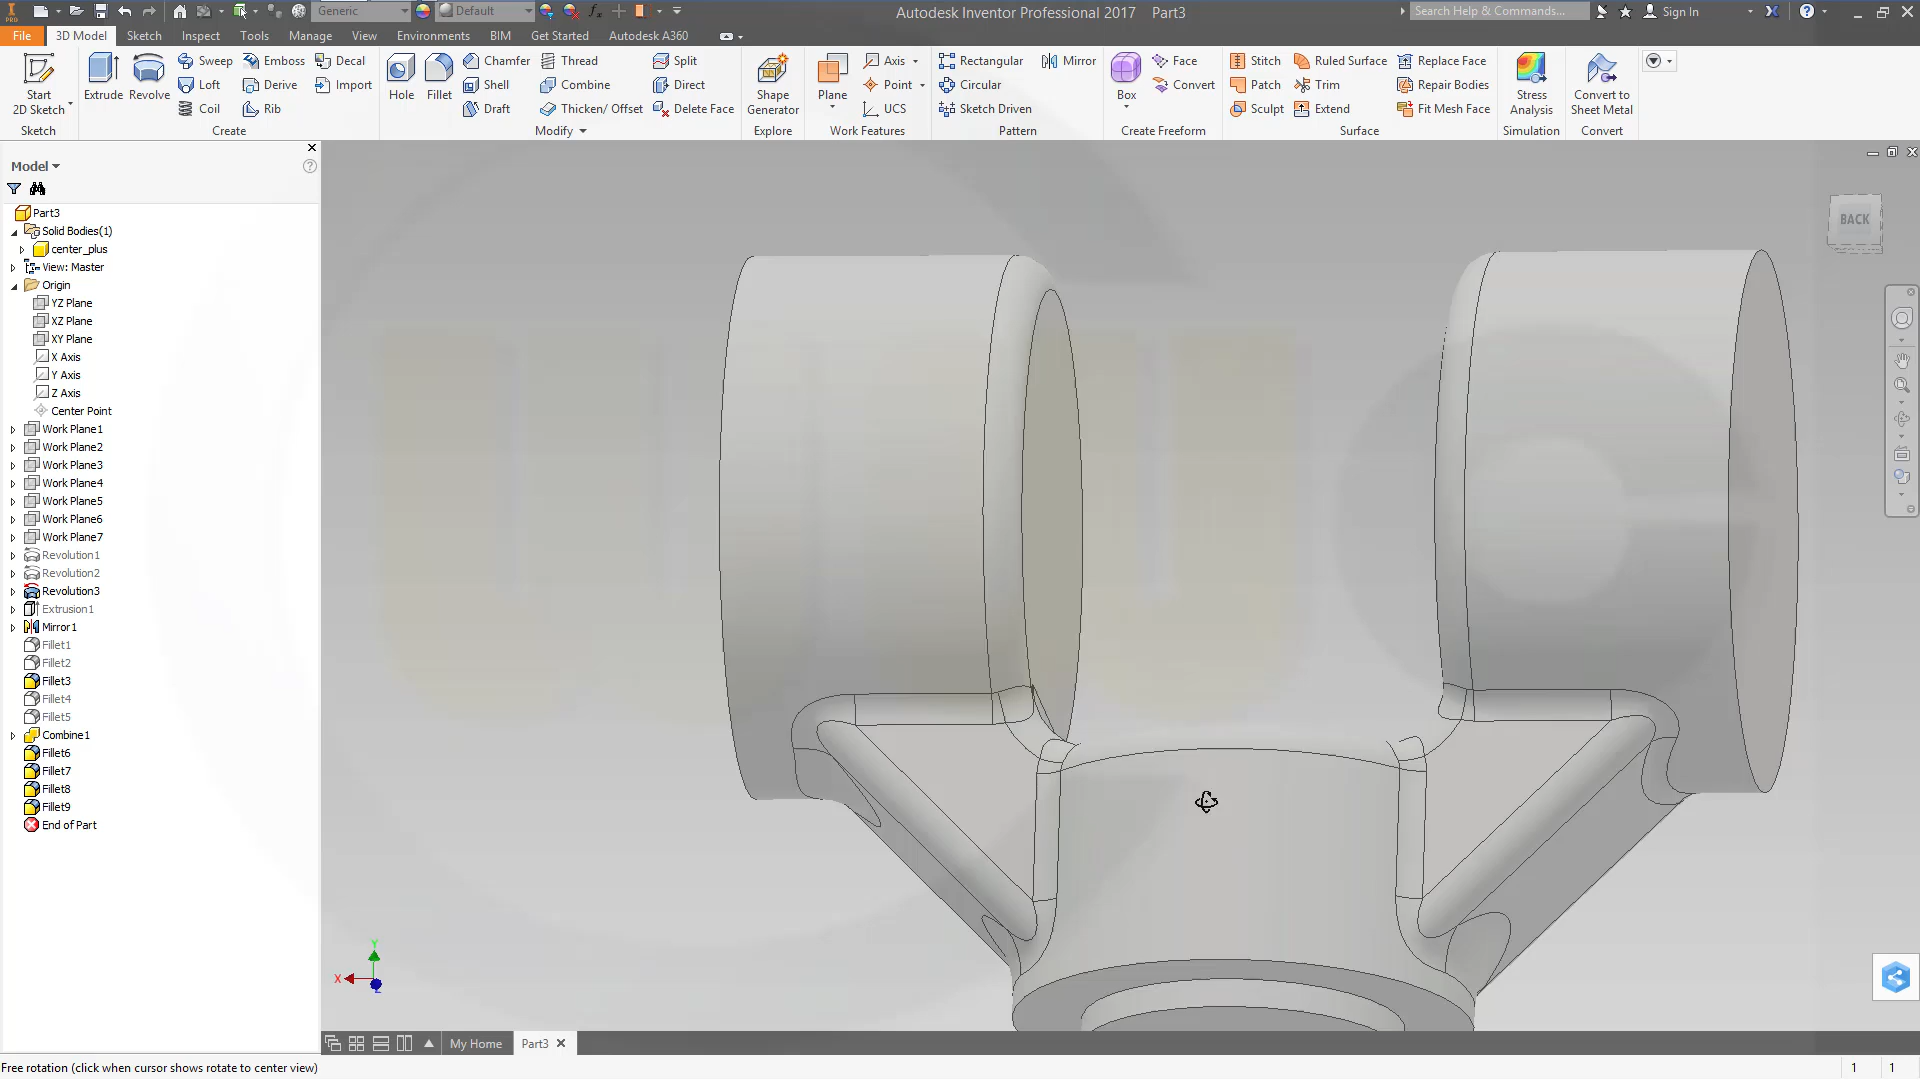 Generic
Default
Autodesk Inventor Professional 2017 Part3
Search Help & Commands...
Sign In
PRO
File
3D Model
Sketch
Inspect
Tools
Manage
View
Environments
BIM
Get Started
Autodesk A360
Start
2D Sketch
Sketch
Extrude
Revolve
Sweep
Loft
Coil
Emboss
Derive
Rib
Decal
Import
Create
Hole
Fillet
Chamfer
Shell
Draft
Thread
Combine
Thicken/ Offset
Split
Direct
Delete Face
Modify
Shape
Generator
Explore
Plane
Axis
Point
UCS
Work Features
Rectangular
Circular
Sketch Driven
Mirror
Pattern
Box
Face
Convert
Create Freeform
Stitch
Patch
Sculpt
Ruled Surface
Trim
Extend
Replace Face
Repair Bodies
Fit Mesh Face
Surface
Stress
Analysis
Simulation
Convert to
Sheet Metal
Convert
Model
Part3
Solid Bodies(1)
center_plus
View: Master
Origin
YZ Plane
XZ Plane
XY Plane
X Axis
Y Axis
Z Axis
Center Point
Work Plane1
Work Plane2
Work Plane3
Work Plane4
Work Plane5
Work Plane6
Work Plane7
Revolution1
Revolution2
Revolution3
Extrusion1
Mirror1
Fillet1
Fillet2
Fillet3
Fillet4
Fillet5
Combine1
Fillet6
Fillet7
Fillet8
Fillet9
End of Part
BACK
Y
X
Z
My Home
Part3
Free rotation (click when cursor shows rotate to center view)
1
1